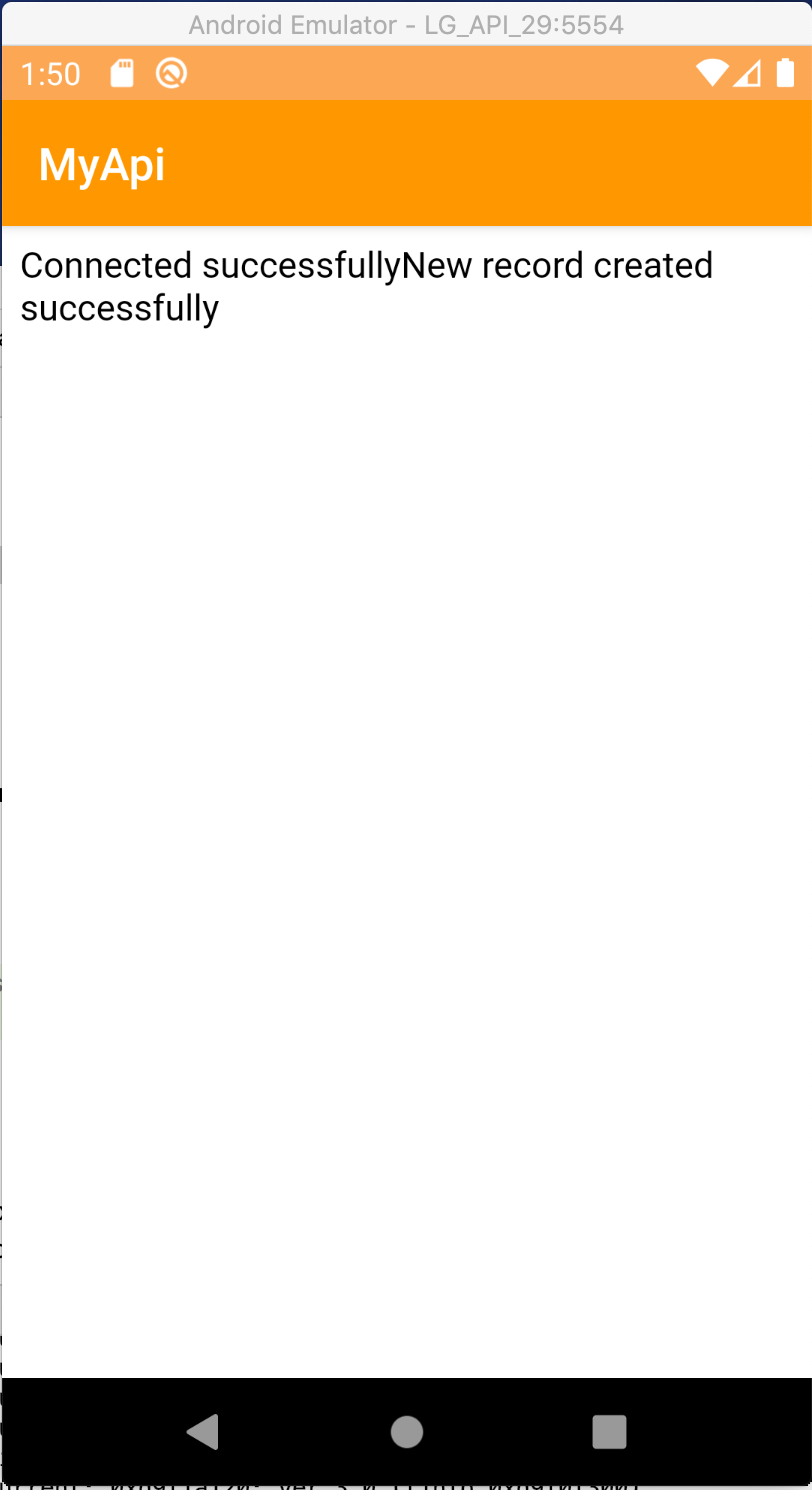 Android Emulator - LG_API_29:5554
1:50
MyApi
Connected successfullyNew record created
successfully